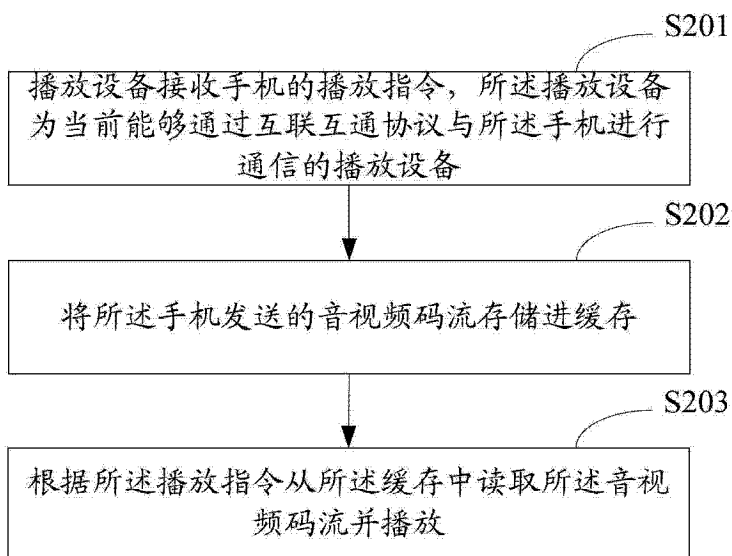 S201
播放设备接收手机的播放指令，所述播放设备
为当前能够通过互联互通协议与所述手机进行
通信的播放设备
S202
将所述手机发送的音视频码流存储进缓存
S203
根据所述播放指令从所述缓存中读取所述音视
频码流并播放